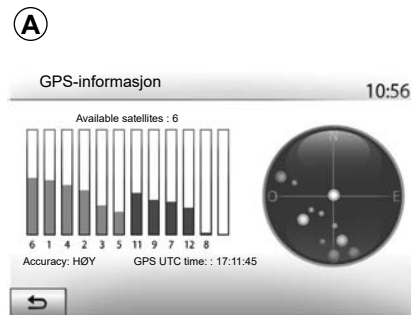 A
GPS-informasjon 10:56
Available satellites : 6
6 1 4 2 3 5 11 9 7 12 8
Accuracy: HØY GPS UTC time: : 17:11:45
N
O E